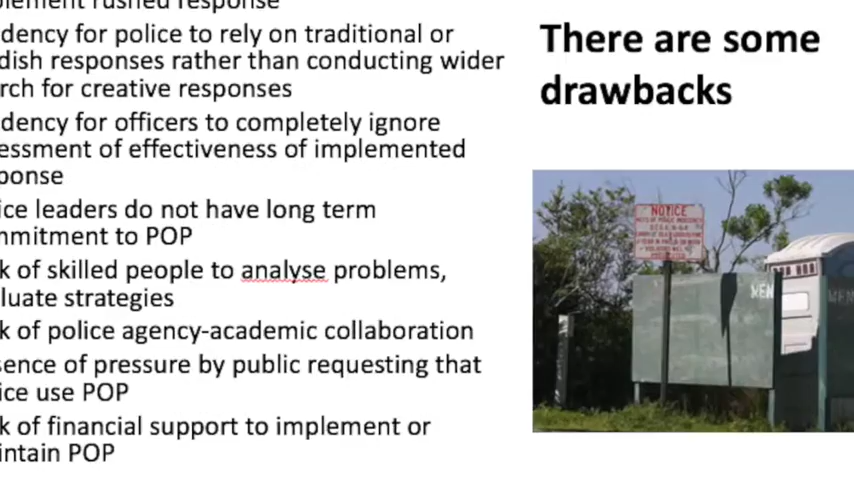 plement rushed response
dency for police to rely on traditional or
dish responses rather than conducting wider
rch for creative responses
dency for officers to completely ignore
essment of effectiveness of implemented
ponse
ice leaders do not have long term
mmitment to POP
k of skilled people to analyse problems,
luate strategies
k of police agency-academic collaboration
sence of pressure by public requesting that
ice use POP
k of financial support to implement or
intain POP
There are some
drawbacks
NOTICE
MEN